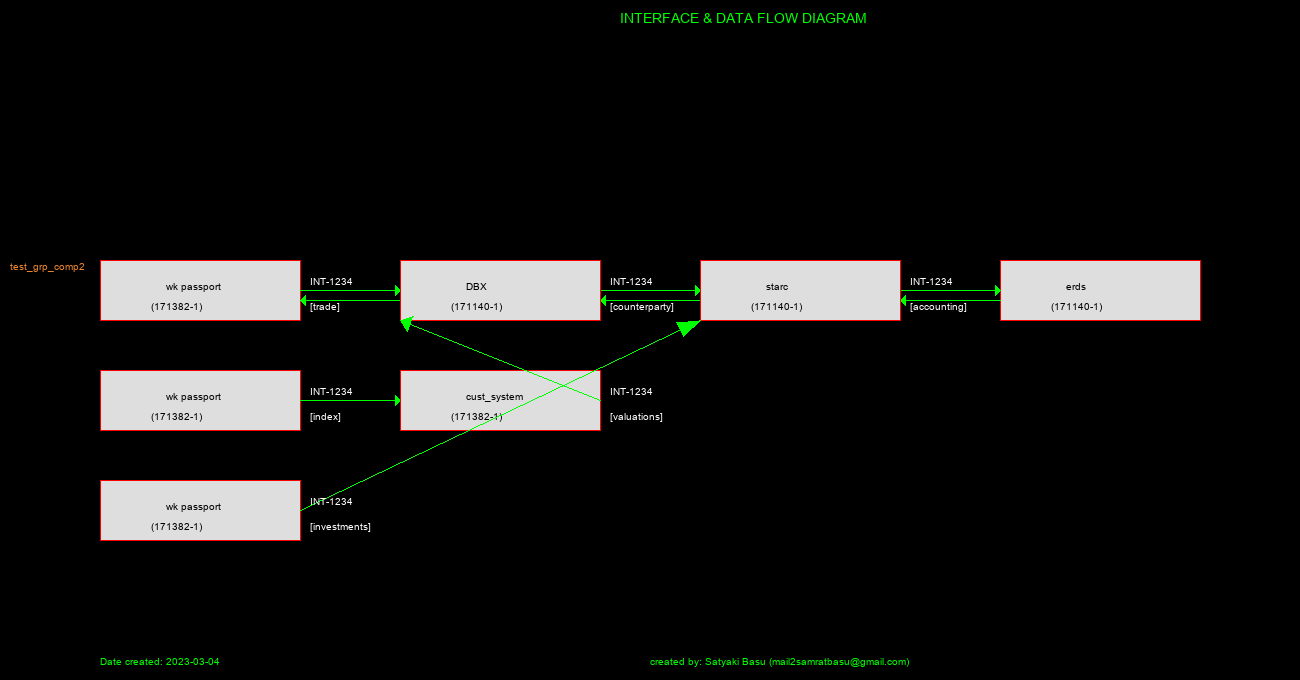 INTERFACE & DATA FLOW DIAGRAM
test_grp_comp2
wk passport
(171382-1)
INT-1234
[trade]
DBX
(171140-1)
INT-1234
[counterparty]
starc
(171140-1)
INT-1234
[accounting]
erds
(171140-1)
wk passport
(171382-1)
INT-1234
[index]
cust_system
(171382-1)
INT-1234
[valuations]
wk passport
(171382-1)
INT-1234
[investments]
Date created: 2023-03-04
created by: Satyaki Basu (mail2samratbasu@gmail.com)